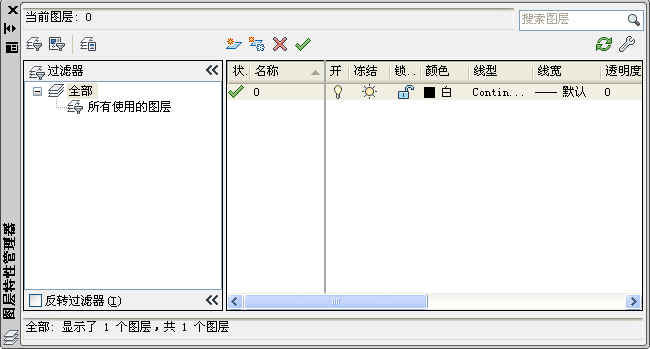 当前图层: 0
搜索图层
过滤器
全部
所有使用的图层
反转过滤器(I)
状. 名称 开 冻结 锁.. 颜色 线型 线宽 透明度
0 白 Contin... 默认 0
全部: 显示了 1 个图层,共 1 个图层
图层特性管理器